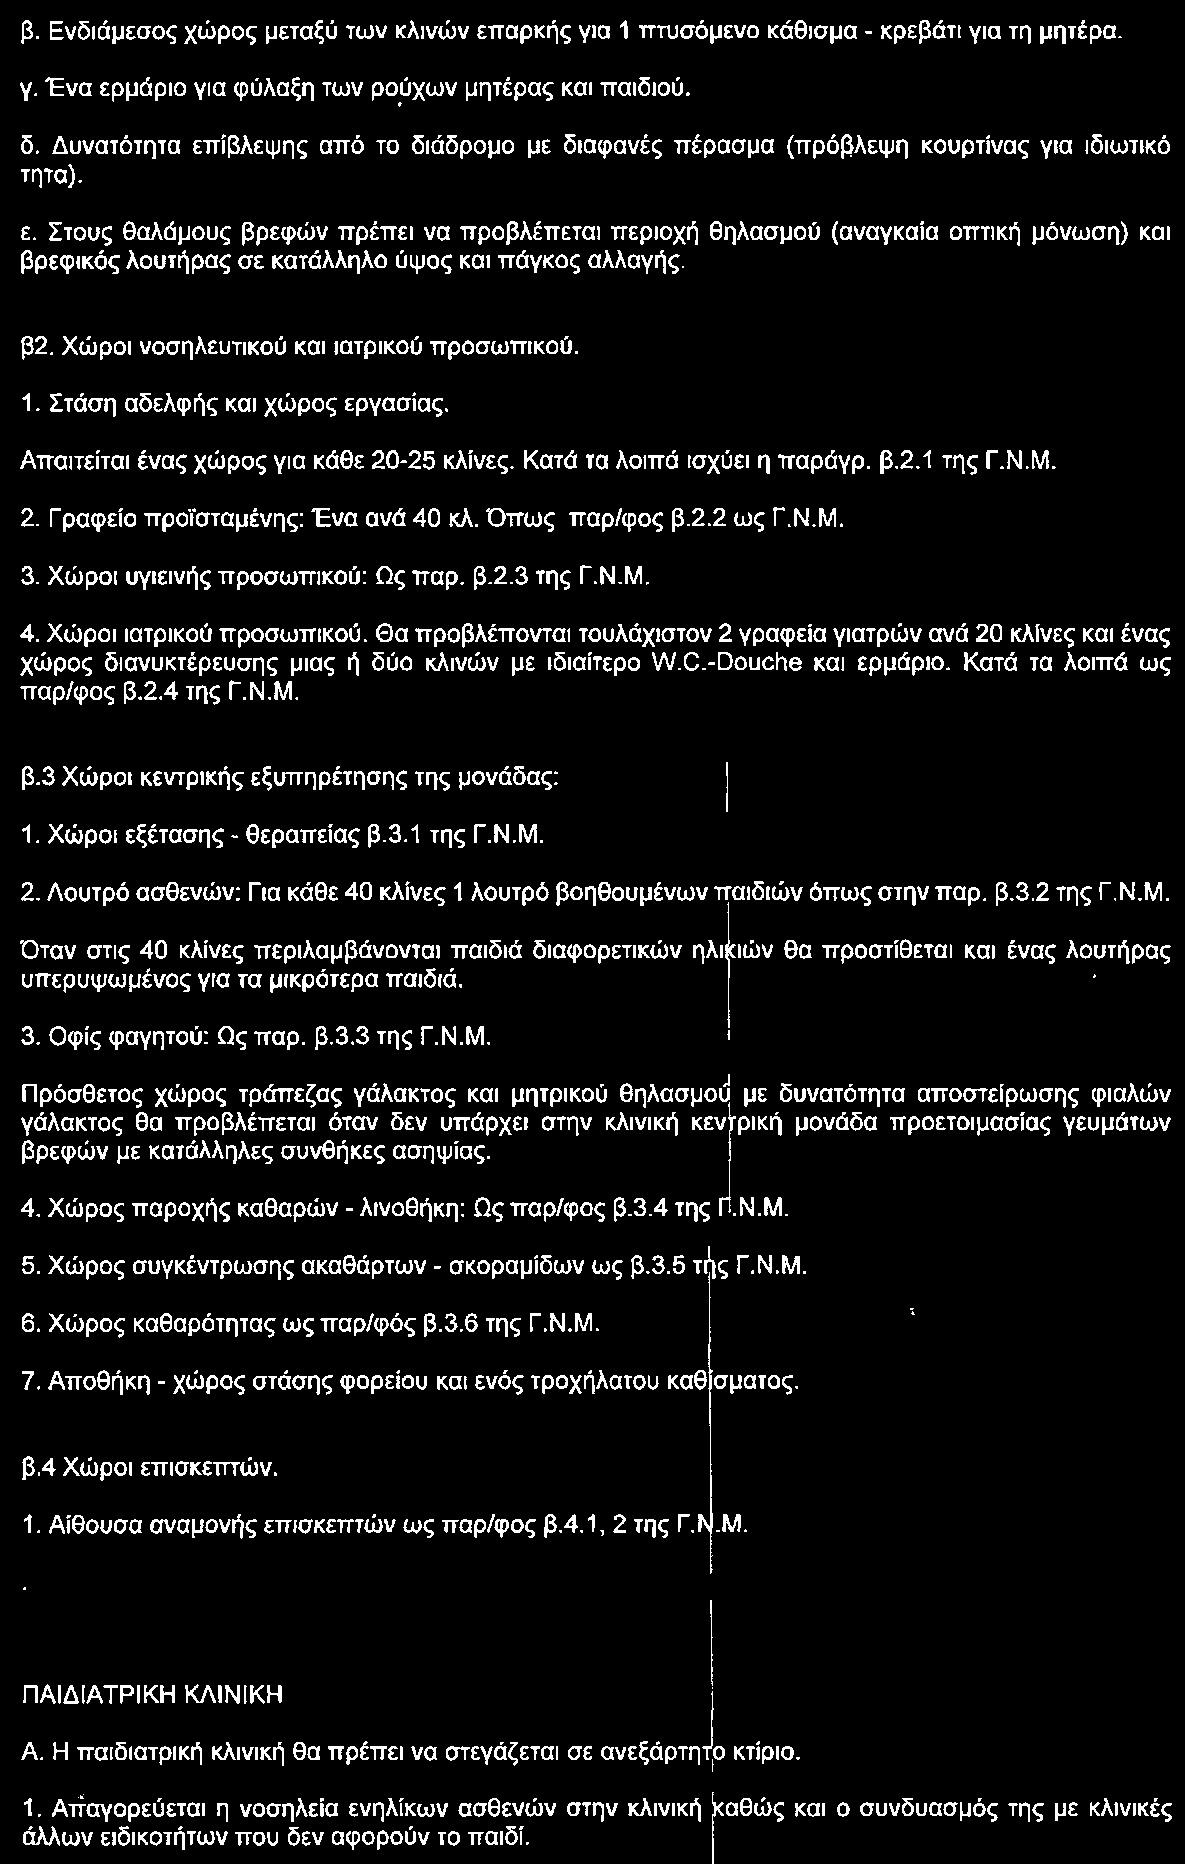 β. Ενδιάμεσος χώρος μεταξύ των κλινών επαρκής για 1 πτυσόμενο κάθισμα - κρεβάτι για τη μητέρα.
γ. Ένα ερμάριο για φύλαξη των ρούχων μητέρας και παιδιού.
δ. Δυνατότητα επίβλεψης από το διάδρομο με διαφανές πέρασμα (πρόβλεψη κουρτίνας για ιδιωτικό
τητα).
ε. Στους θαλάμους βρεφών πρέπει να προβλέπεται περιοχή θηλασμού (αναγκαία οπτική μόνωση) και
βρεφικός λουτήρας σε κατάλληλο ύψος και πάγκος αλλαγής.
β2. Χώροι νοσηλευτικού και ιατρικού προσωπικού.
1. Στάση αδελφής και χώρος εργασίας.
Απαιτείται ένας χώρος για κάθε 20-25 κλίνες. Κατά τα λοιπά ισχύει η παράγρ. β.2.1 της Γ.Ν.Μ.
2. Γραφείο προϊσταμένης: Ένα ανά 40 κλ. Όπως παρ/φος β.2.2 ως Γ.Ν.Μ.
3. Χώροι υγιεινής προσωπικού: Ως παρ. β.2.3 της Γ.Ν.Μ.
4. Χώροι ιατρικού προσωπικού. Θα προβλέπονται τουλάχιστον 2 γραφεία γιατρών ανά 20 κλίνες και ένας
χώρος διανυκτέρευσης μιας ή δύο κλινών με ιδιαίτερο W.C.-Douche και ερμάριο. Κατά τα λοιπά ως
παρ/φος β.2.4 της Γ.Ν.Μ.
β.3 Χώροι κεντρικής εξυπηρέτησης της μονάδας:
1. Χώροι εξέτασης - θεραπείας β.3.1 της Γ.Ν.Μ.
2. Λουτρό ασθενών: Για κάθε 40 κλίνες 1 λουτρό βοηθουμένων παιδιών όπως στην παρ. β.3.2 της Γ.Ν.Μ.
Όταν στις 40 κλίνες περιλαμβάνονται παιδιά διαφορετικών ηλικιών θα προστίθεται και ένας λουτήρας
υπερυψωμένος για τα μικρότερα παιδιά.
3. Οφίς φαγητού: Ως παρ. β.3.3 της Γ.Ν.Μ.
Πρόσθετος χώρος τράπεζας γάλακτος και μητρικού θηλασμού με δυνατότητα αποστείρωσης φιαλών
γάλακτος θα προβλέπεται όταν δεν υπάρχει στην κλινική κεντρική μονάδα προετοιμασίας γευμάτων
βρεφών με κατάλληλες συνθήκες ασηψίας.
4. Χώρος παροχής καθαρών - λινοθήκη: Ως παρ/φος β.3.4 της Γ.Ν.Μ.
5. Χώρος συγκέντρωσης ακαθάρτων - σκοραμίδων ως β.3.5 της Γ.Ν.Μ.
6. Χώρος καθαρότητας ως παρ/φός β.3.6 της Γ.Ν.Μ.
7. Αποθήκη - χώρος στάσης φορείου και ενός τροχήλατου καθίσματος.
β.4 Χώροι επισκεπτών.
1. Αίθουσα αναμονής επισκεπτών ως παρ/φος β.4.1, 2 της Γ.Ν.Μ.
ΠΑΙΔΙΑΤΡΙΚΗ ΚΛΙΝΙΚΗ
Α. Η παιδιατρική κλινική θα πρέπει να στεγάζεται σε ανεξάρτητο κτίριο.
1. Απαγορεύεται η νοσηλεία ενηλίκων ασθενών στην κλινική καθώς και ο συνδυασμός της με κλινικές
άλλων ειδικοτήτων που δεν αφορούν το παιδί.